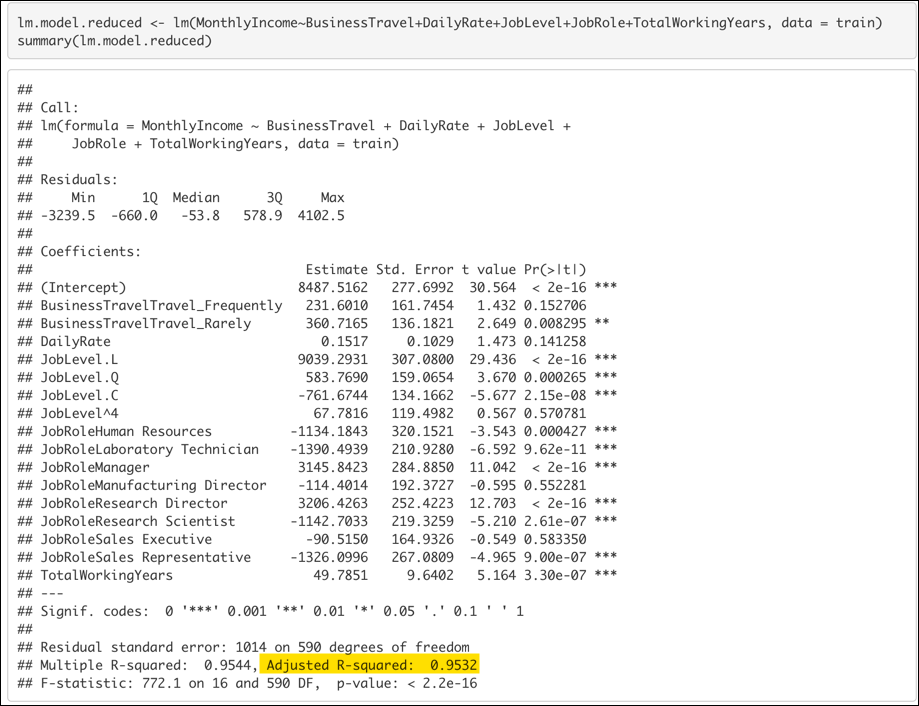 lm.model.reduced <- lm(MonthlyIncome~BusinessTravel+DailyRate+JobLevel+JobRole+TotalWorkingYears, data = train)
summary(lm.model.reduced)
##
## Call:
## lm(formula = MonthlyIncome ~ BusinessTravel + DailyRate + JobLevel +
##     JobRole + TotalWorkingYears, data = train)
##
## Residuals:
##     Min      1Q  Median      3Q     Max
## -3239.5  -660.0   -53.8   578.9  4102.5
##
## Coefficients:
##                                   Estimate Std. Error t value Pr(>|t|)
## (Intercept)                      8487.5162   277.6992  30.564  < 2e-16 ***
## BusinessTravelTravel_Frequently   231.6010   161.7454   1.432 0.152706
## BusinessTravelTravel_Rarely       360.7165   136.1821   2.649 0.008295 **
## DailyRate                           0.1517     0.1029   1.473 0.141258
## JobLevel.L                       9039.2931   307.0800  29.436  < 2e-16 ***
## JobLevel.Q                        583.7690   159.0654   3.670 0.000265 ***
## JobLevel.C                       -761.6744   134.1662  -5.677 2.15e-08 ***
## JobLevel^4                         67.7816   119.4982   0.567 0.570781
## JobRoleHuman Resources          -1134.1843   320.1521  -3.543 0.000427 ***
## JobRoleLaboratory Technician    -1390.4939   210.9280  -6.592 9.62e-11 ***
## JobRoleManager                   3145.8423   284.8850  11.042  < 2e-16 ***
## JobRoleManufacturing Director    -114.4014   192.3727  -0.595 0.552281
## JobRoleResearch Director         3206.4263   252.4223  12.703  < 2e-16 ***
## JobRoleResearch Scientist       -1142.7033   219.3259  -5.210 2.61e-07 ***
## JobRoleSales Executive            -90.5150   164.9326  -0.549 0.583350
## JobRoleSales Representative     -1326.0996   267.0809  -4.965 9.00e-07 ***
## TotalWorkingYears                  49.7851     9.6402   5.164 3.30e-07 ***
## ---
## Signif. codes:  0 '***' 0.001 '**' 0.01 '*' 0.05 '.' 0.1 ' ' 1
##
## Residual standard error: 1014 on 590 degrees of freedom
## Multiple R-squared:  0.9544, Adjusted R-squared:  0.9532
## F-statistic: 772.1 on 16 and 590 DF,  p-value: < 2.2e-16